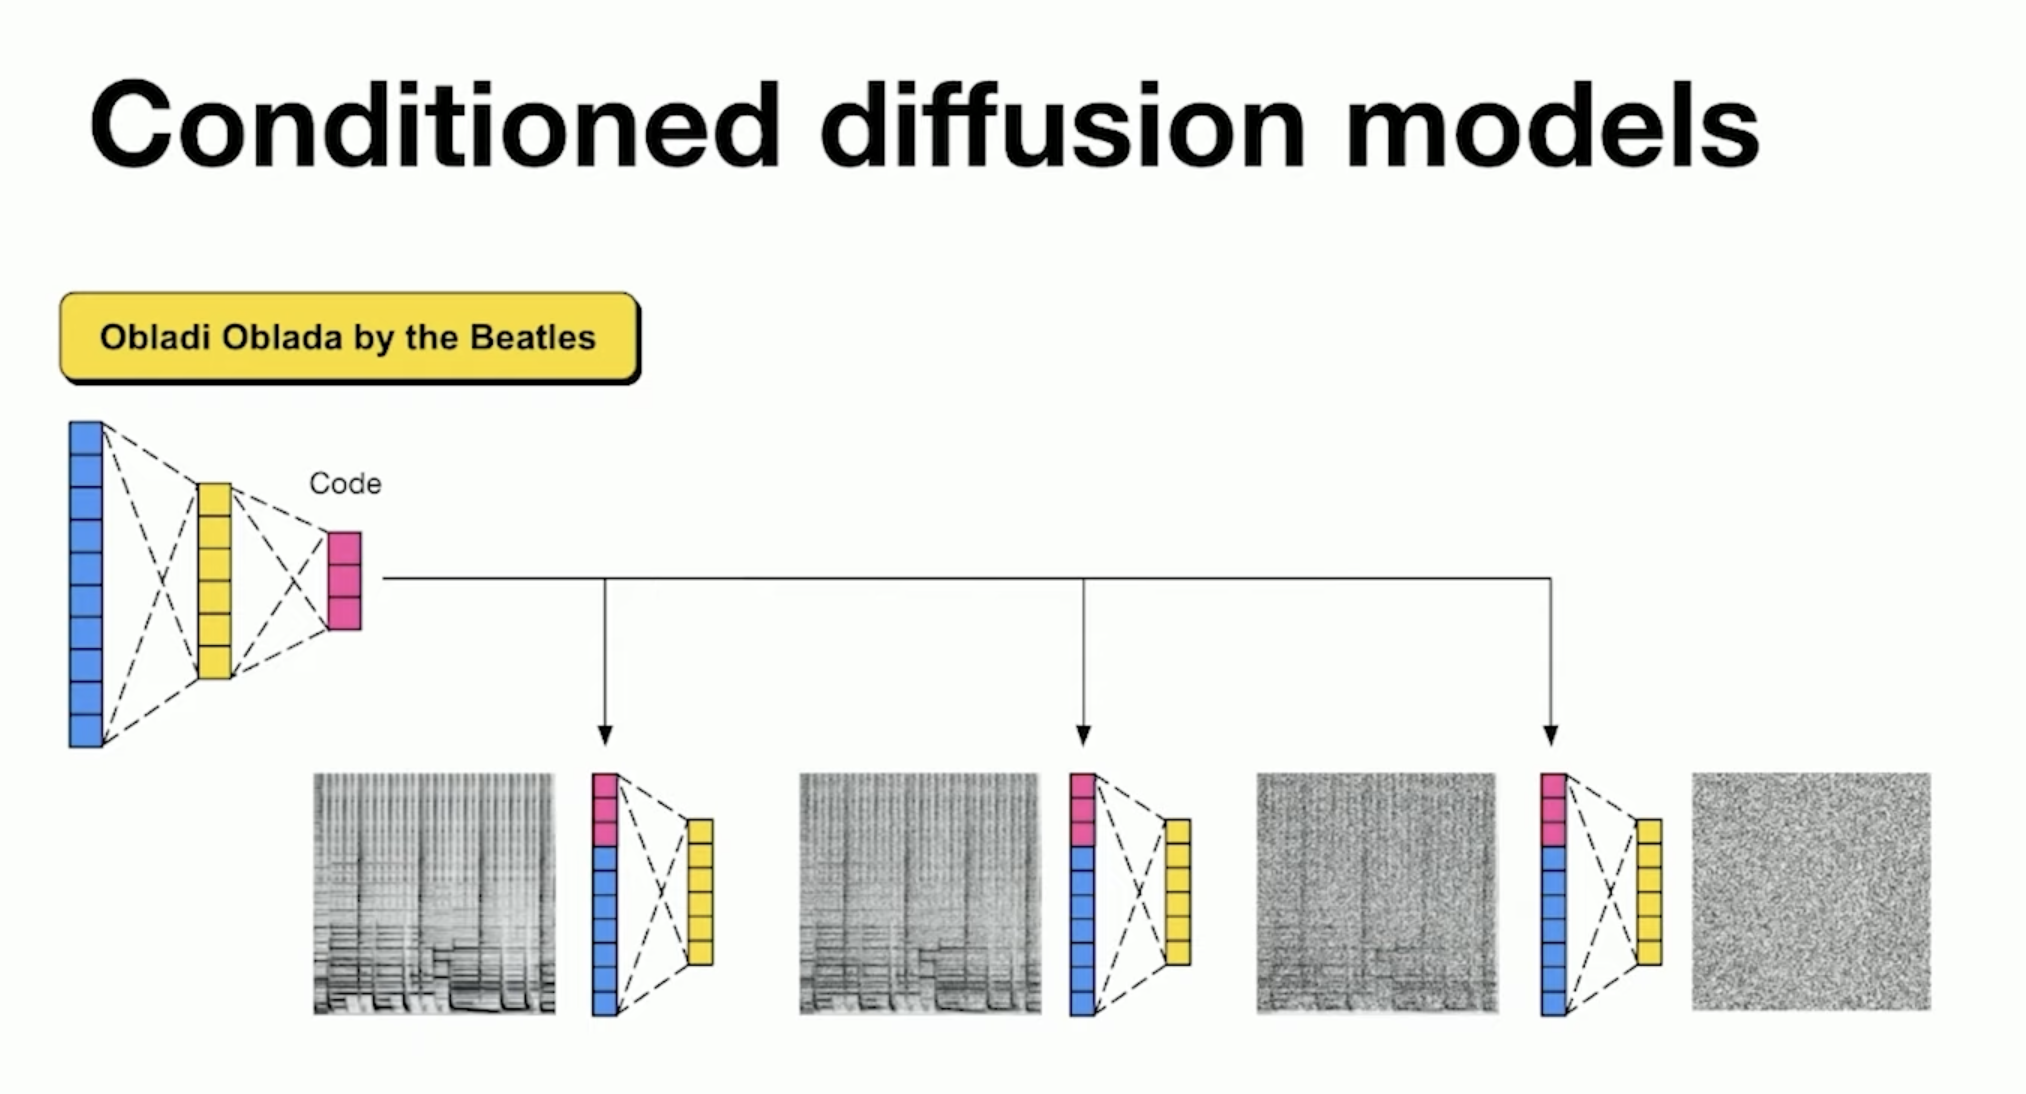 Conditioned diffusion models
Obladi Oblada by the Beatles
Code